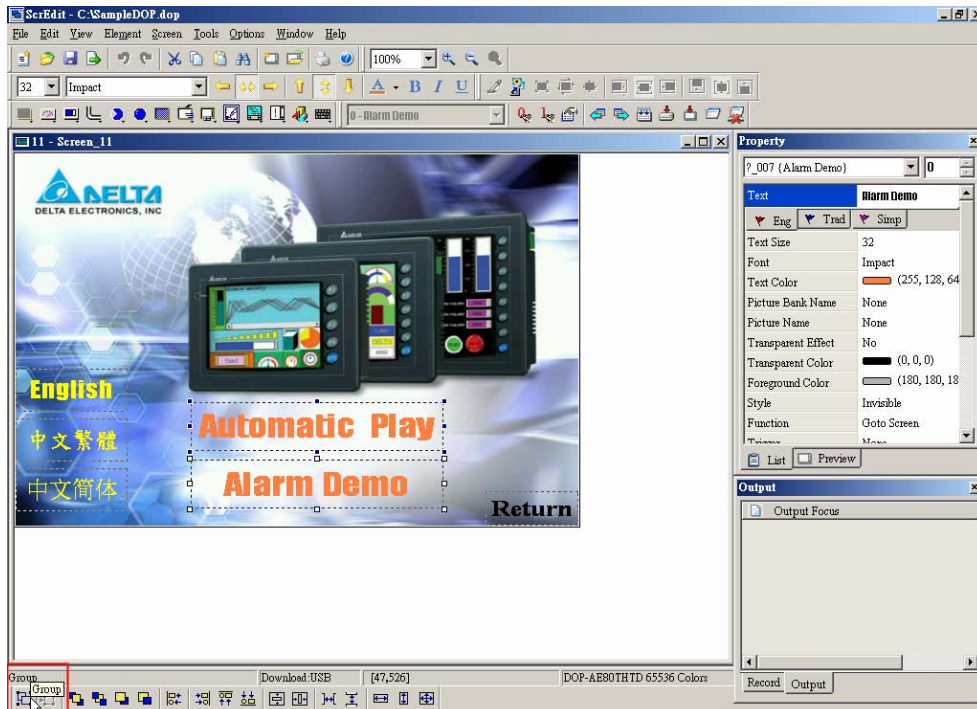 ScrEdit - C:\SampleDOP.dop
File Edit View Element Screen Tools Options Window Help
100%
32 Impact
A B I U
0 - Alarm Demo
11 - Screen_11
DELTA
DELTA ELECTRONICS, INC
English
中文繁體
中文简体
Automatic Play
Alarm Demo
Return
Property
?_007 {Alarm Demo} 0
Text Alarm Demo
Eng Trad Simp
Text Size 32
Font Impact
Text Color (255, 128, 64
Picture Bank Name None
Picture Name None
Transparent Effect No
Transparent Color (0, 0, 0)
Foreground Color (180, 180, 18
Style Invisible
Function Goto Screen
Trigger None
List Preview
Output
Output Focus
Record Output
Group Download:USB [47,526] DOP-AE80THTD 65536 Colors
Group